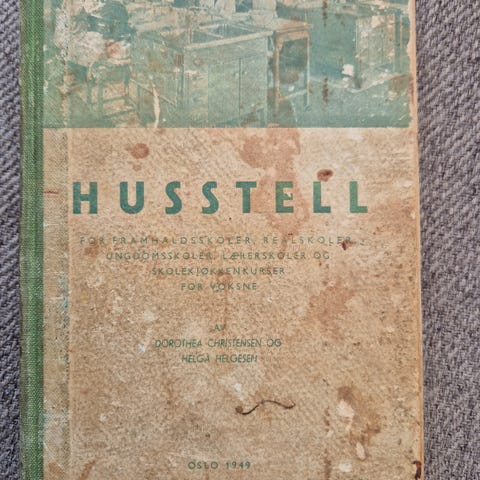 HUSSTELL
FOR FRAMHALDSSKOLER, REALSKOLER,
UNGDOMSSKOLER, LÆRERSKOLER OG
SKOLEKJØKKENKURSER
FOR VOKSNE
AV
DOROTHEA CHRISTENSEN OG
HELGA HELGESEN
OSLO 1949